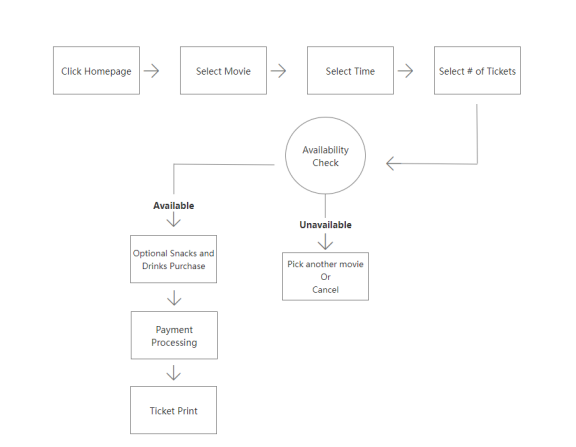 Click Homepage
Select Movie
Select Time
Select # of Tickets
Availability
Check
Available
Unavailable
Optional Snacks and
Drinks Purchase
Pick another movie
Or
Cancel
Payment
Processing
Ticket Print